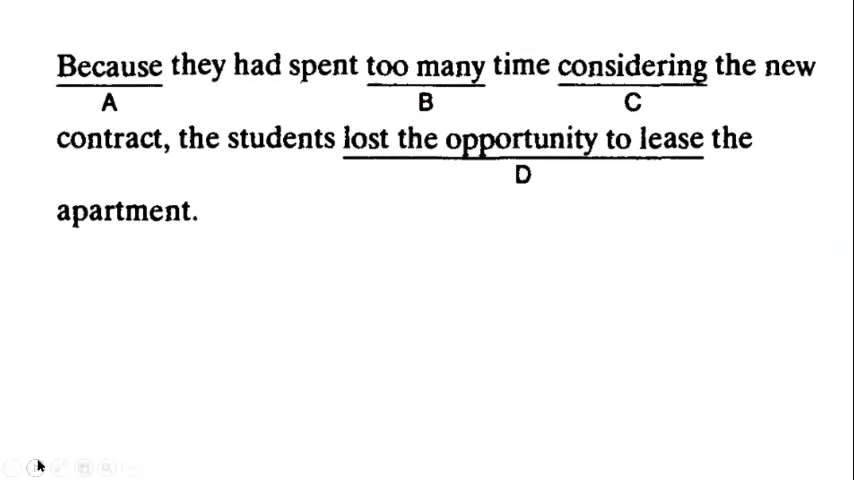 Because they had spent too many time considering the new
A B C
contract, the students lost the opportunity to lease the
D
apartment.